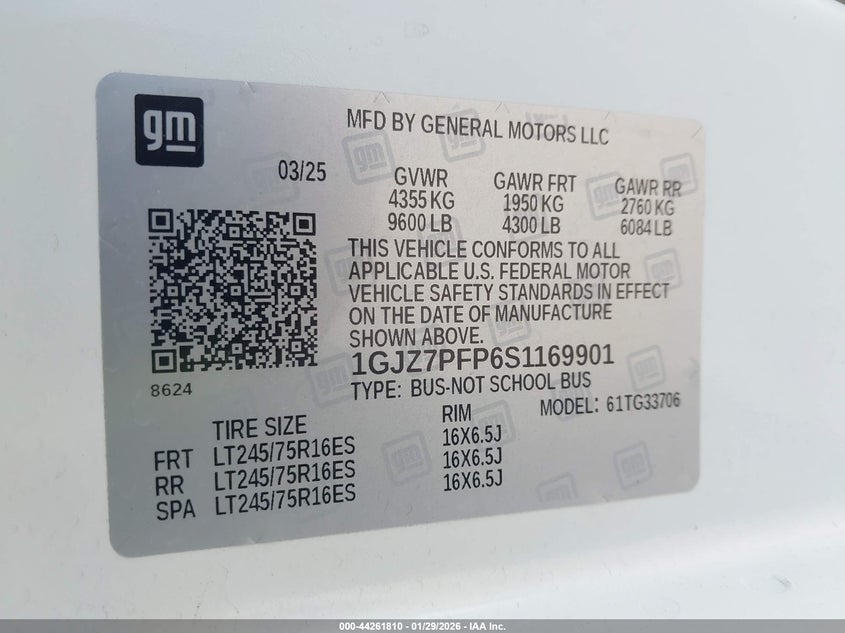 gm
MFD BY GENERAL MOTORS LLC
03/25
GVWR GAWR FRT GAWR RR
4355 KG 1950 KG 2760 KG
9600 LB 4300 LB 6084 LB
THIS VEHICLE CONFORMS TO ALL
APPLICABLE U.S. FEDERAL MOTOR
VEHICLE SAFETY STANDARDS IN EFFECT
ON THE DATE OF MANUFACTURE
SHOWN ABOVE.
1GJZ7PFP6S1169901
8624
TYPE: BUS-NOT SCHOOL BUS
MODEL: 61TG33706
TIRE SIZE RIM
FRT LT245/75R16ES 16X6.5J
RR LT245/75R16ES 16X6.5J
SPA LT245/75R16ES 16X6.5J
000-44261810 - 01/29/2026 - IAA Inc.